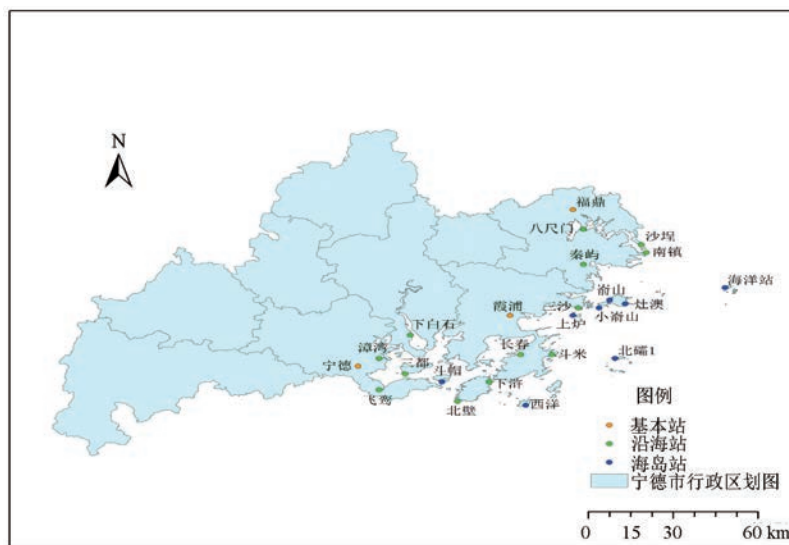 N
福鼎
八尺门
沙埕
南镇
秦屿
海洋站
嵛山
灶澳
霞浦
三沙
上炉
小嵛山
下白石
漳湾
长春
斗米
北礵1
宁德
三都
斗帽
下浒
飞鸾
北壁
西洋
图例
基本站
沿海站
海岛站
宁德市行政区划图
0 15 30 60 km